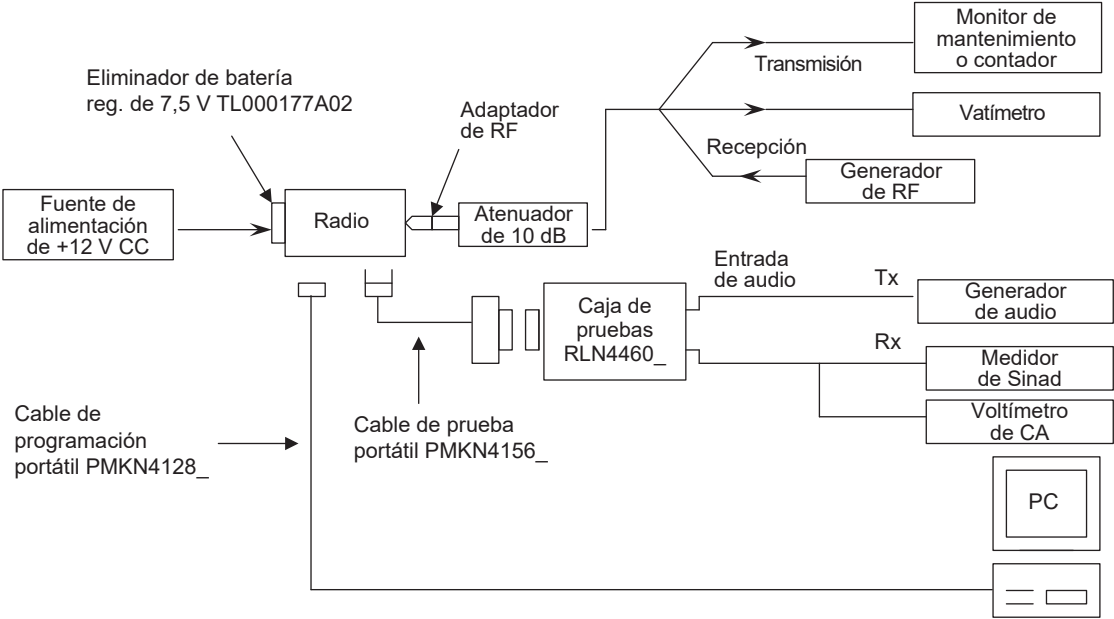 Monitor de
mantenimiento
o contador
Transmisión
Eliminador de batería
reg. de 7,5 V TL000177A02
Adaptador
de RF
Vatímetro
Recepción
Generador
de RF
Fuente de
alimentación
de +12 V CC
Radio
Atenuador
de 10 dB
Entrada
de audio
Tx
Generador
de audio
Caja de
pruebas
RLN4460_
Rx
Medidor
de Sinad
Voltímetro
de CA
Cable de
programación
portátil PMKN4128_
Cable de prueba
portátil PMKN4156_
PC